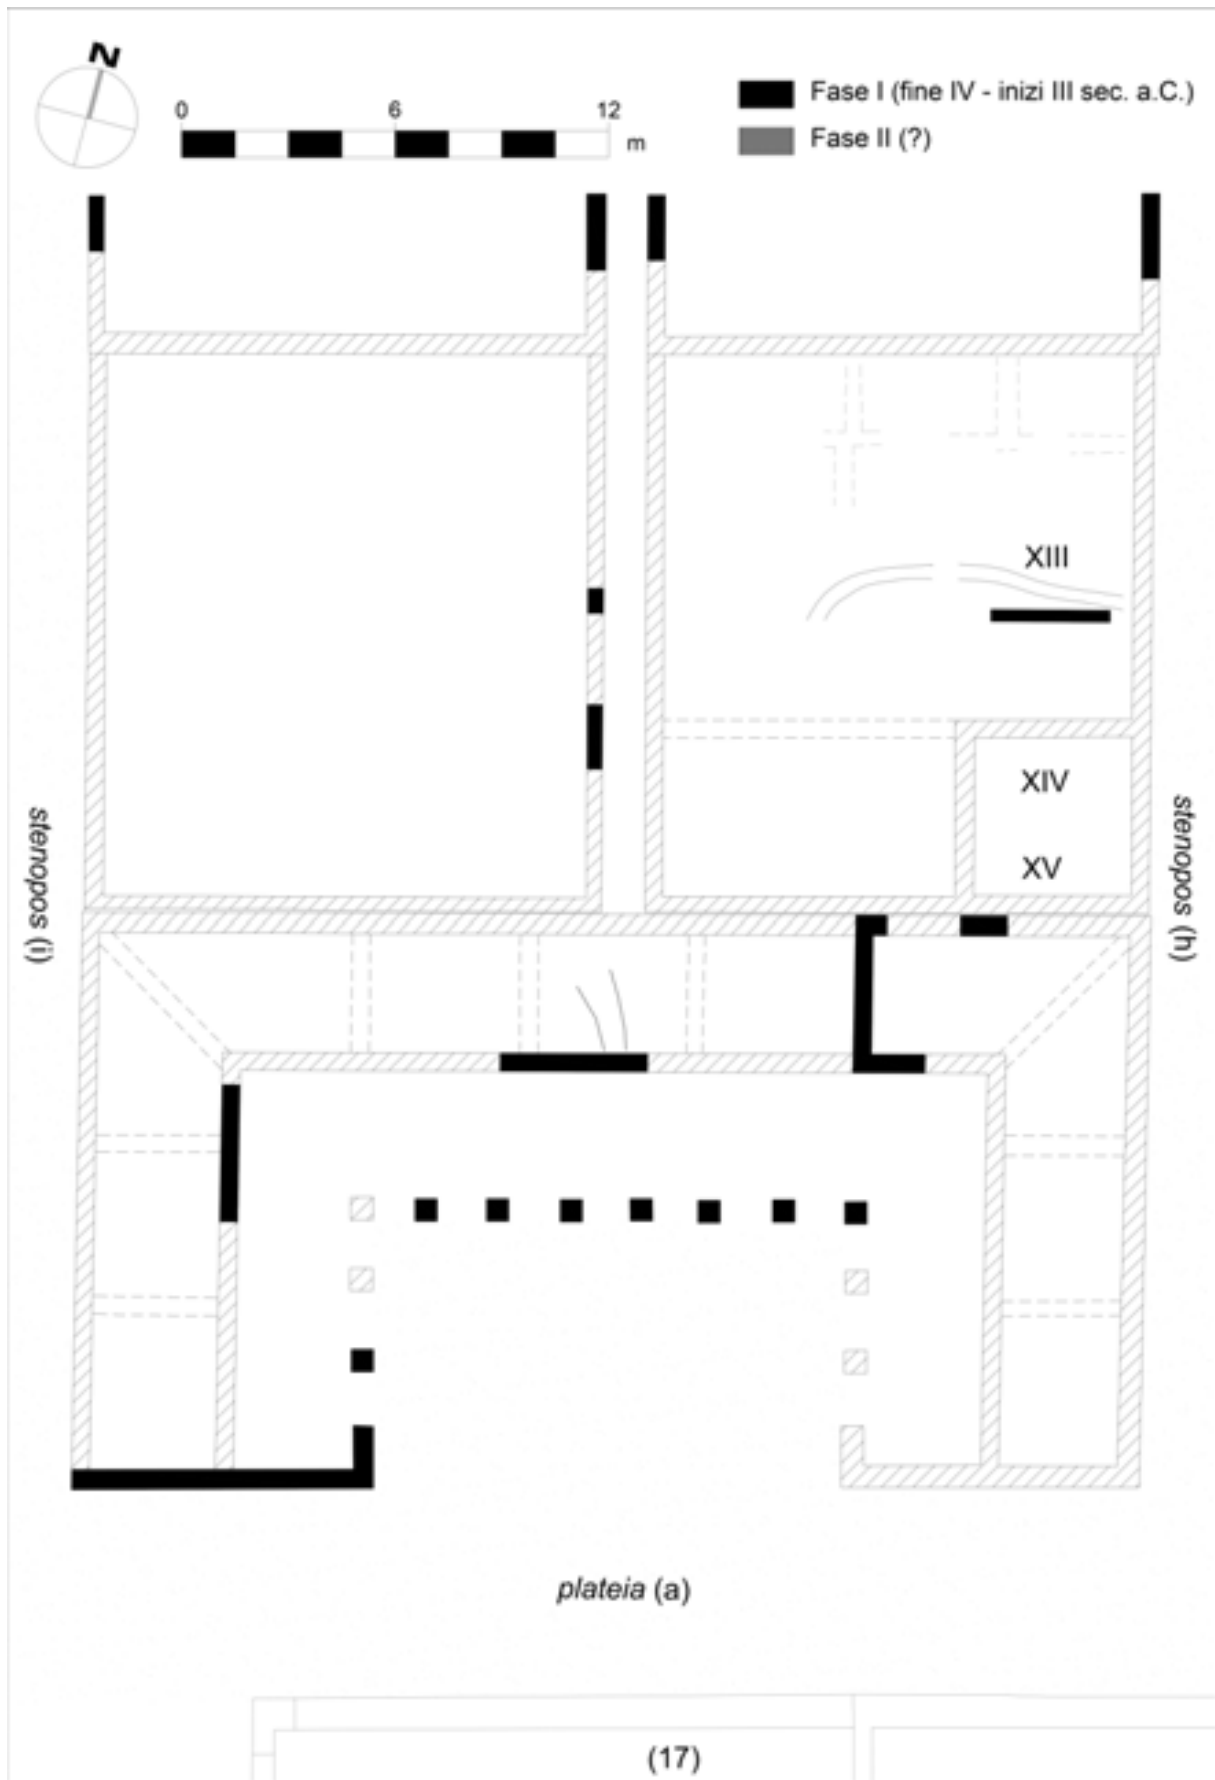 N
0 6 12
m
Fase I (fine IV - inizi III sec. a.C.)
Fase II (?)
XIII
XIV
XV
stenopos (i)
stenopos (h)
plateia (a)
(17)